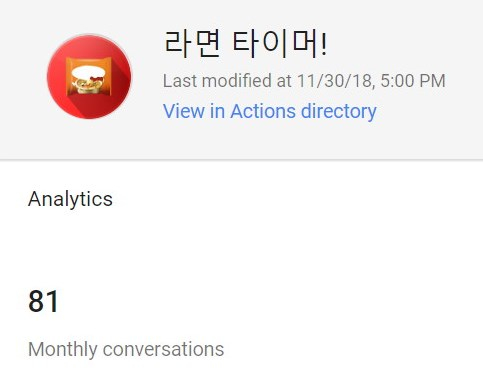 라면 타이머!
Last modified at 11/30/18, 5:00 PM
View in Actions directory
Analytics
81
Monthly conversations